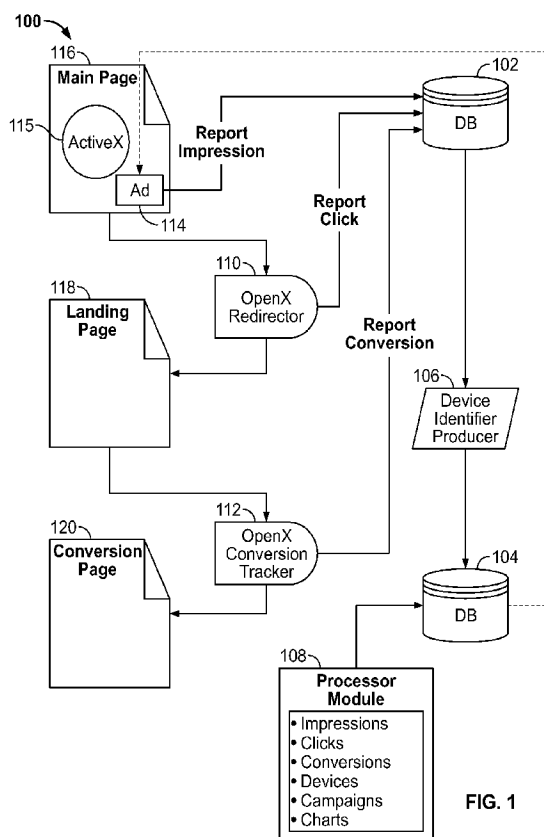 100
116
Main Page
115
ActiveX
Ad
114
Report
Impression
102
DB
Report
Click
110
OpenX
Redirector
118
Landing
Page
Report
Conversion
106
Device
Identifier
Producer
112
OpenX
Conversion
Tracker
120
Conversion
Page
104
DB
108
Processor
Module
• Impressions
• Clicks
• Conversions
• Devices
• Campaigns
• Charts
FIG. 1